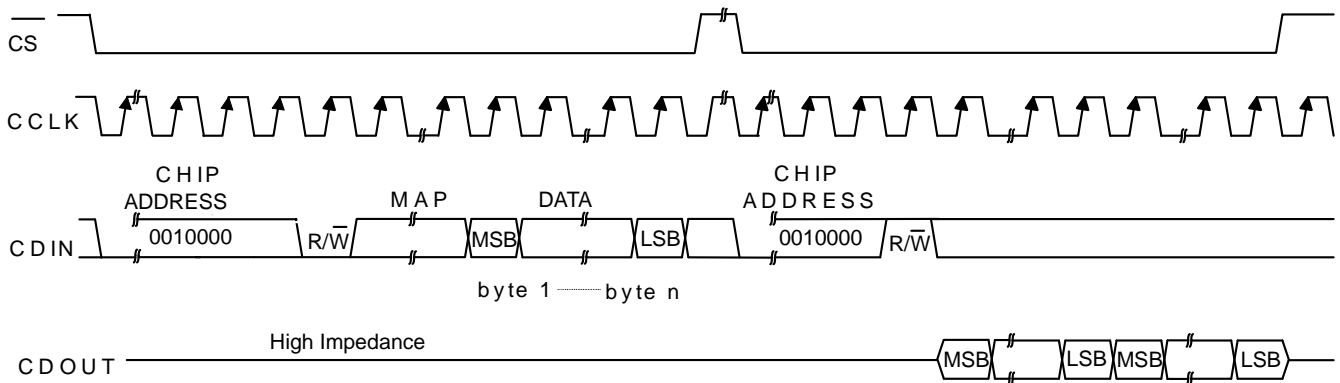 CS
CCLK
CHIP
ADDRESS
MAP
DATA
CHIP
ADDRESS
CDIN
0010000
R/W
MSB
LSB
0010000
R/W
byte 1 byte n
High Impedance
CDOUT
MSB
LSB
MSB
LSB